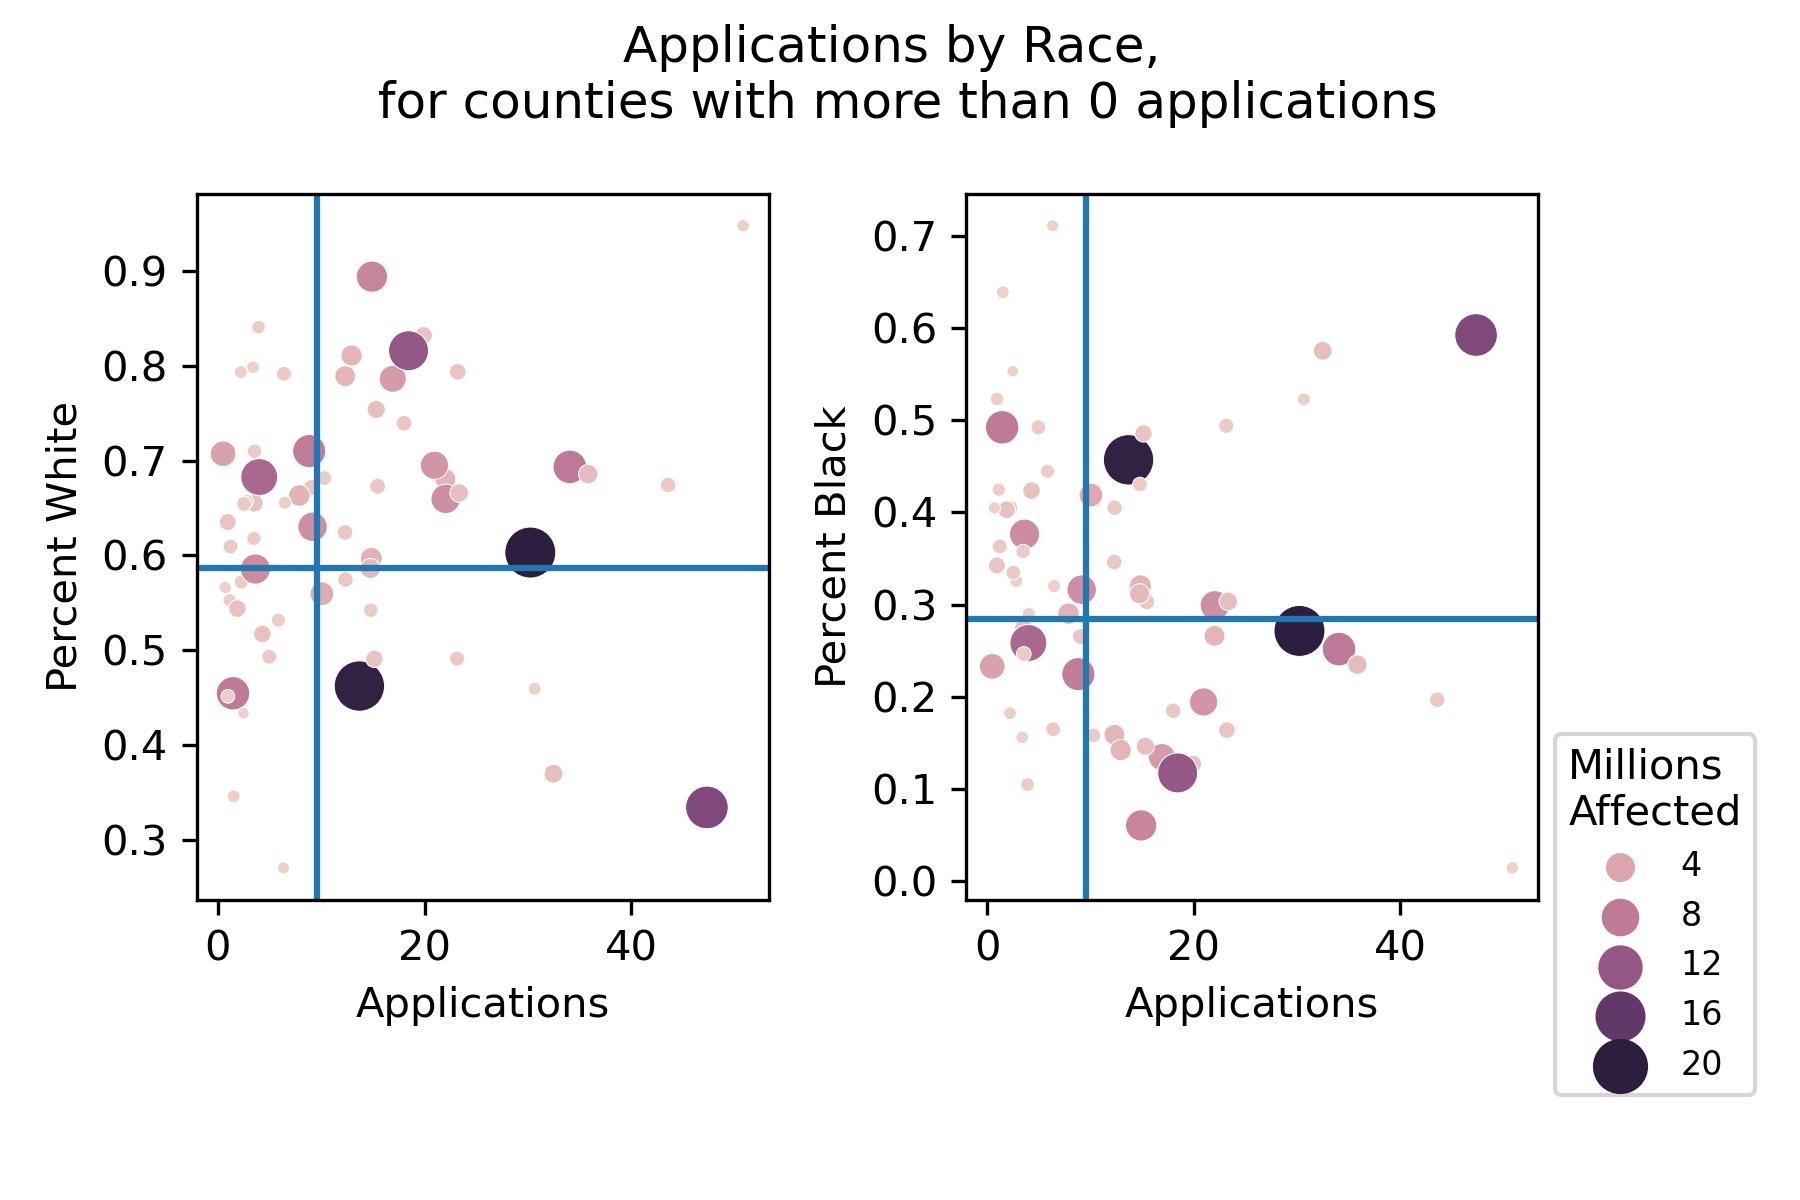 Applications by Race,
for counties with more than 0 applications
Percent White
0.9
0.8
0.7
0.6
0.5
0.4
0.3
0 20 40
Applications
Percent Black
0.7
0.6
0.5
0.4
0.3
0.2
0.1
0.0
0 20 40
Applications
Millions
Affected
4
8
12
16
20